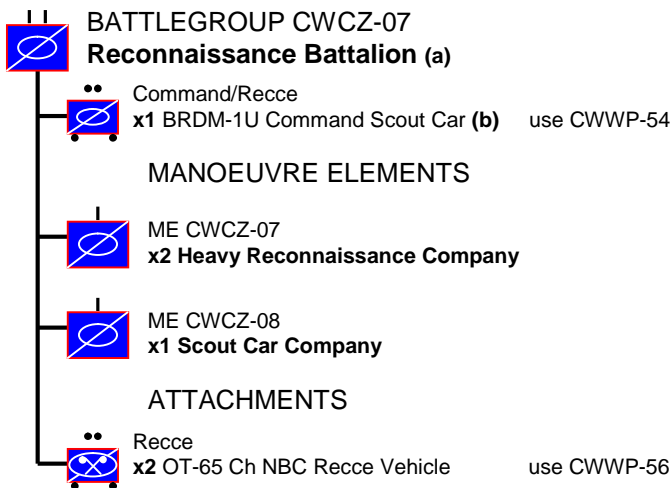 BATTLEGROUP CWCZ-07
Reconnaissance Battalion (a)
Command/Recce
x1 BRDM-1U Command Scout Car (b) use CWWP-54
MANOEUVRE ELEMENTS
ME CWCZ-07
x2 Heavy Reconnaissance Company
ME CWCZ-08
x1 Scout Car Company
ATTACHMENTS
Recce
x2 OT-65 Ch NBC Recce Vehicle use CWWP-56